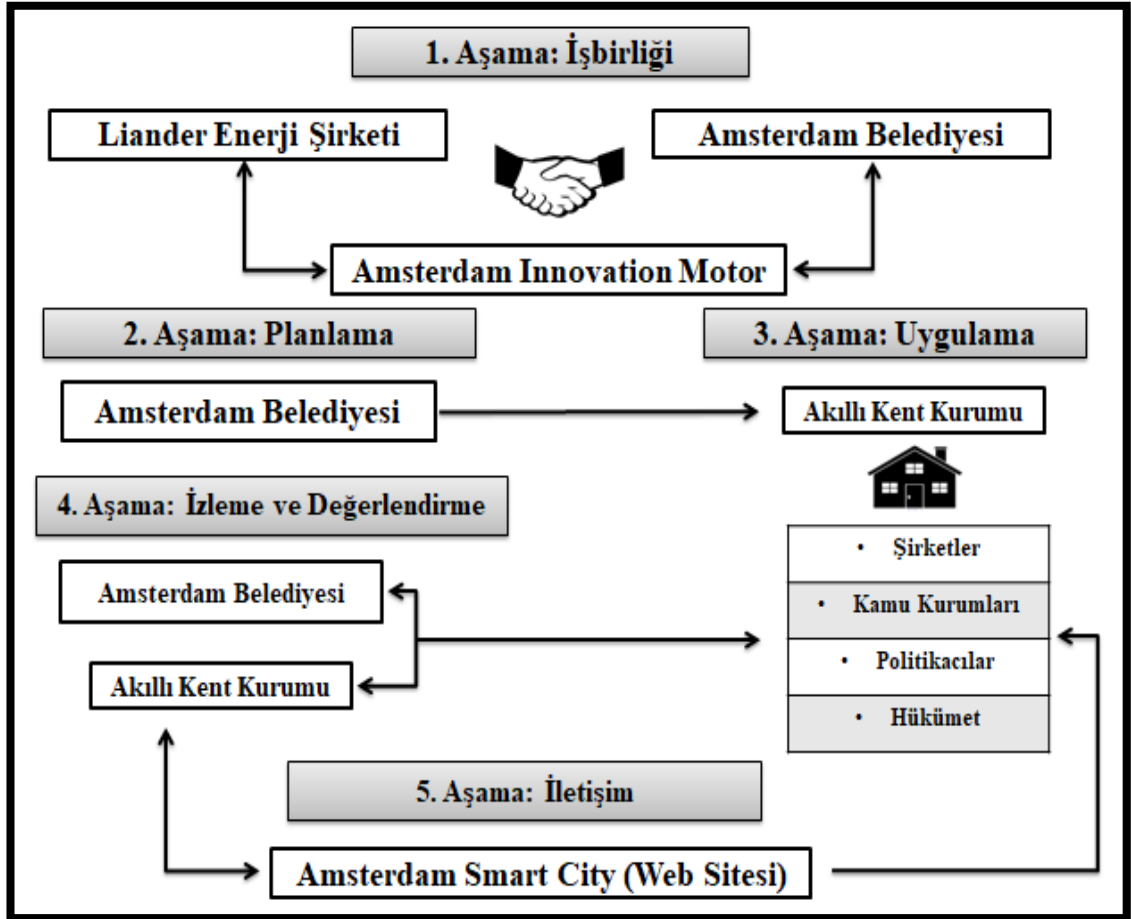 1. Aşama: İşbirliği
Liander Enerji Şirketi
Amsterdam Belediyesi
Amsterdam Innovation Motor
2. Aşama: Planlama
3. Aşama: Uygulama
Amsterdam Belediyesi
Akıllı Kent Kurumu
4. Aşama: İzleme ve Değerlendirme
• Şirketler
• Kamu Kurumları
• Politikacılar
• Hükümet
Amsterdam Belediyesi
Akıllı Kent Kurumu
5. Aşama: İletişim
Amsterdam Smart City (Web Sitesi)